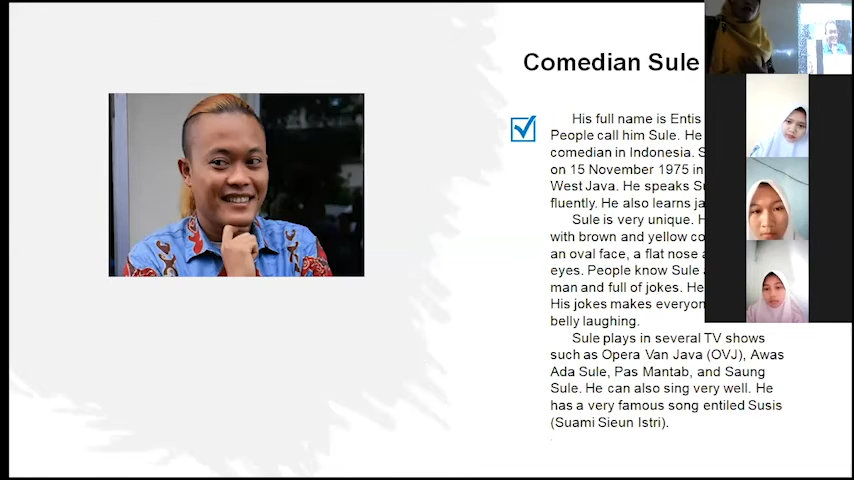 Comedian Sule
His full name is Entis
People call him Sule. He
comedian in Indonesia.
on 15 November 1975 in
West Java. He speaks
fluently. He also learns
Sule is very unique.
with brown and yellow
an oval face, a flat nose
eyes. People know Sule
man and full of jokes. He
His jokes makes everyon
belly laughing.
Sule plays in several TV shows
such as Opera Van Java (OVJ), Awas
Ada Sule, Pas Mantab, and Saung
Sule. He can also sing very well. He
has a very famous song entiled Susis
(Suami Sieun Istri).